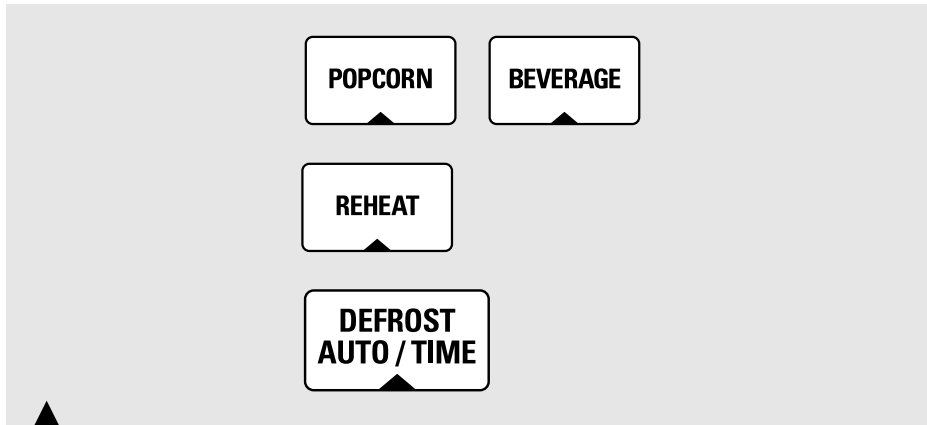 POPCORN
BEVERAGE
REHEAT
DEFROST
AUTO / TIME